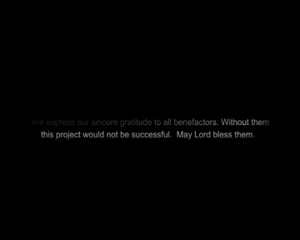 We express our sincere gratitude to all benefactors. Without them
this project would not be successful.  May Lord bless them.